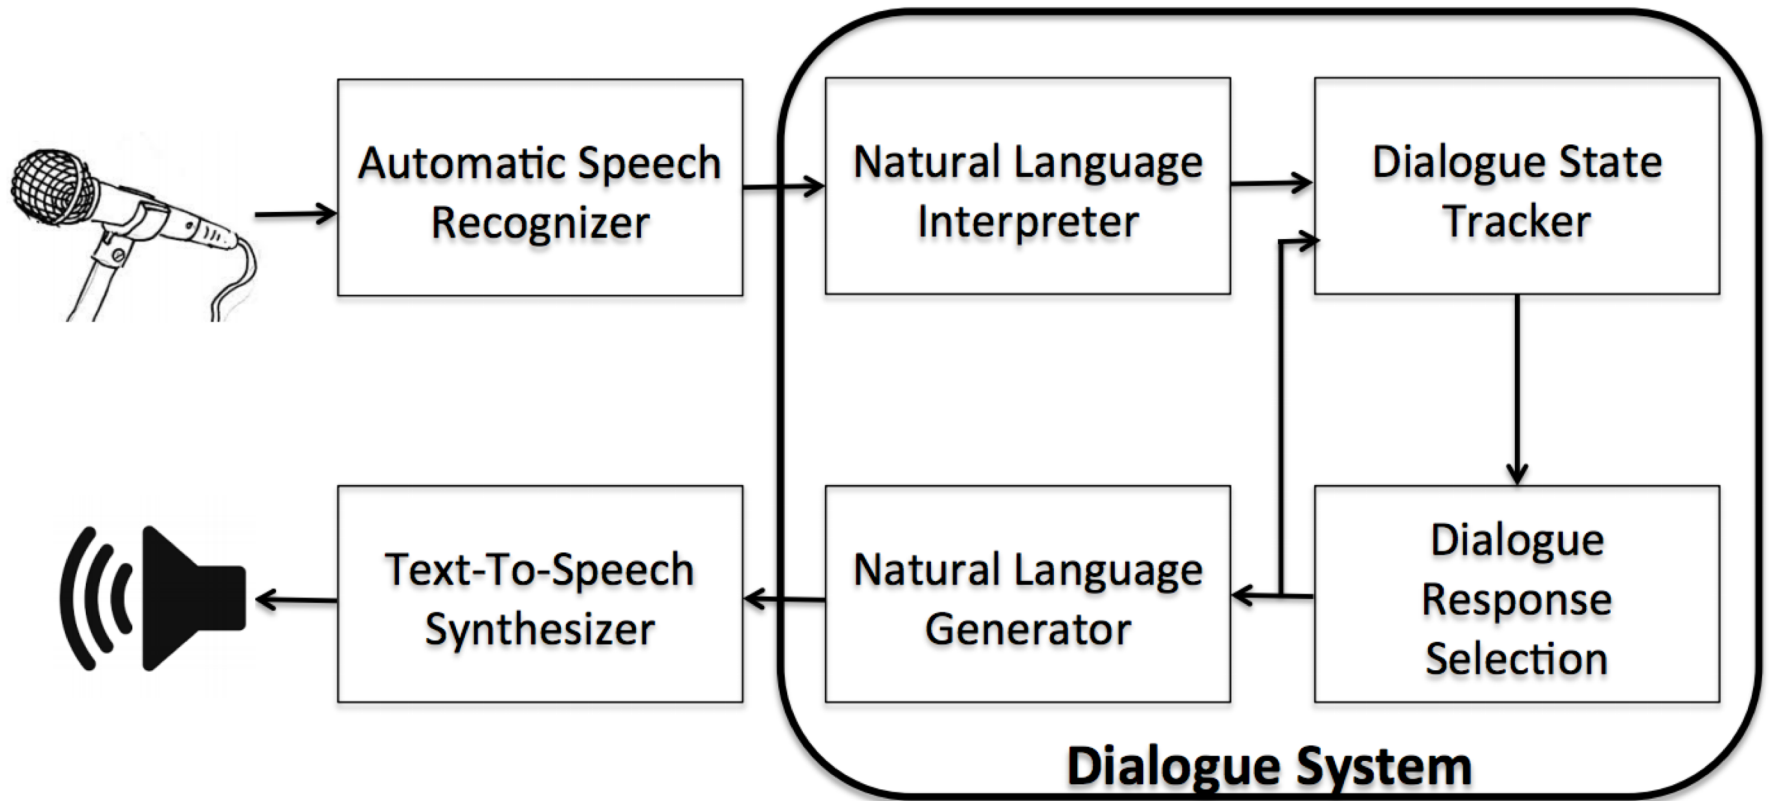 Automatic Speech
Recognizer
Natural Language
Interpreter
Dialogue State
Tracker
Text-To-Speech
Synthesizer
Natural Language
Generator
Dialogue
Response
Selection
Dialogue System